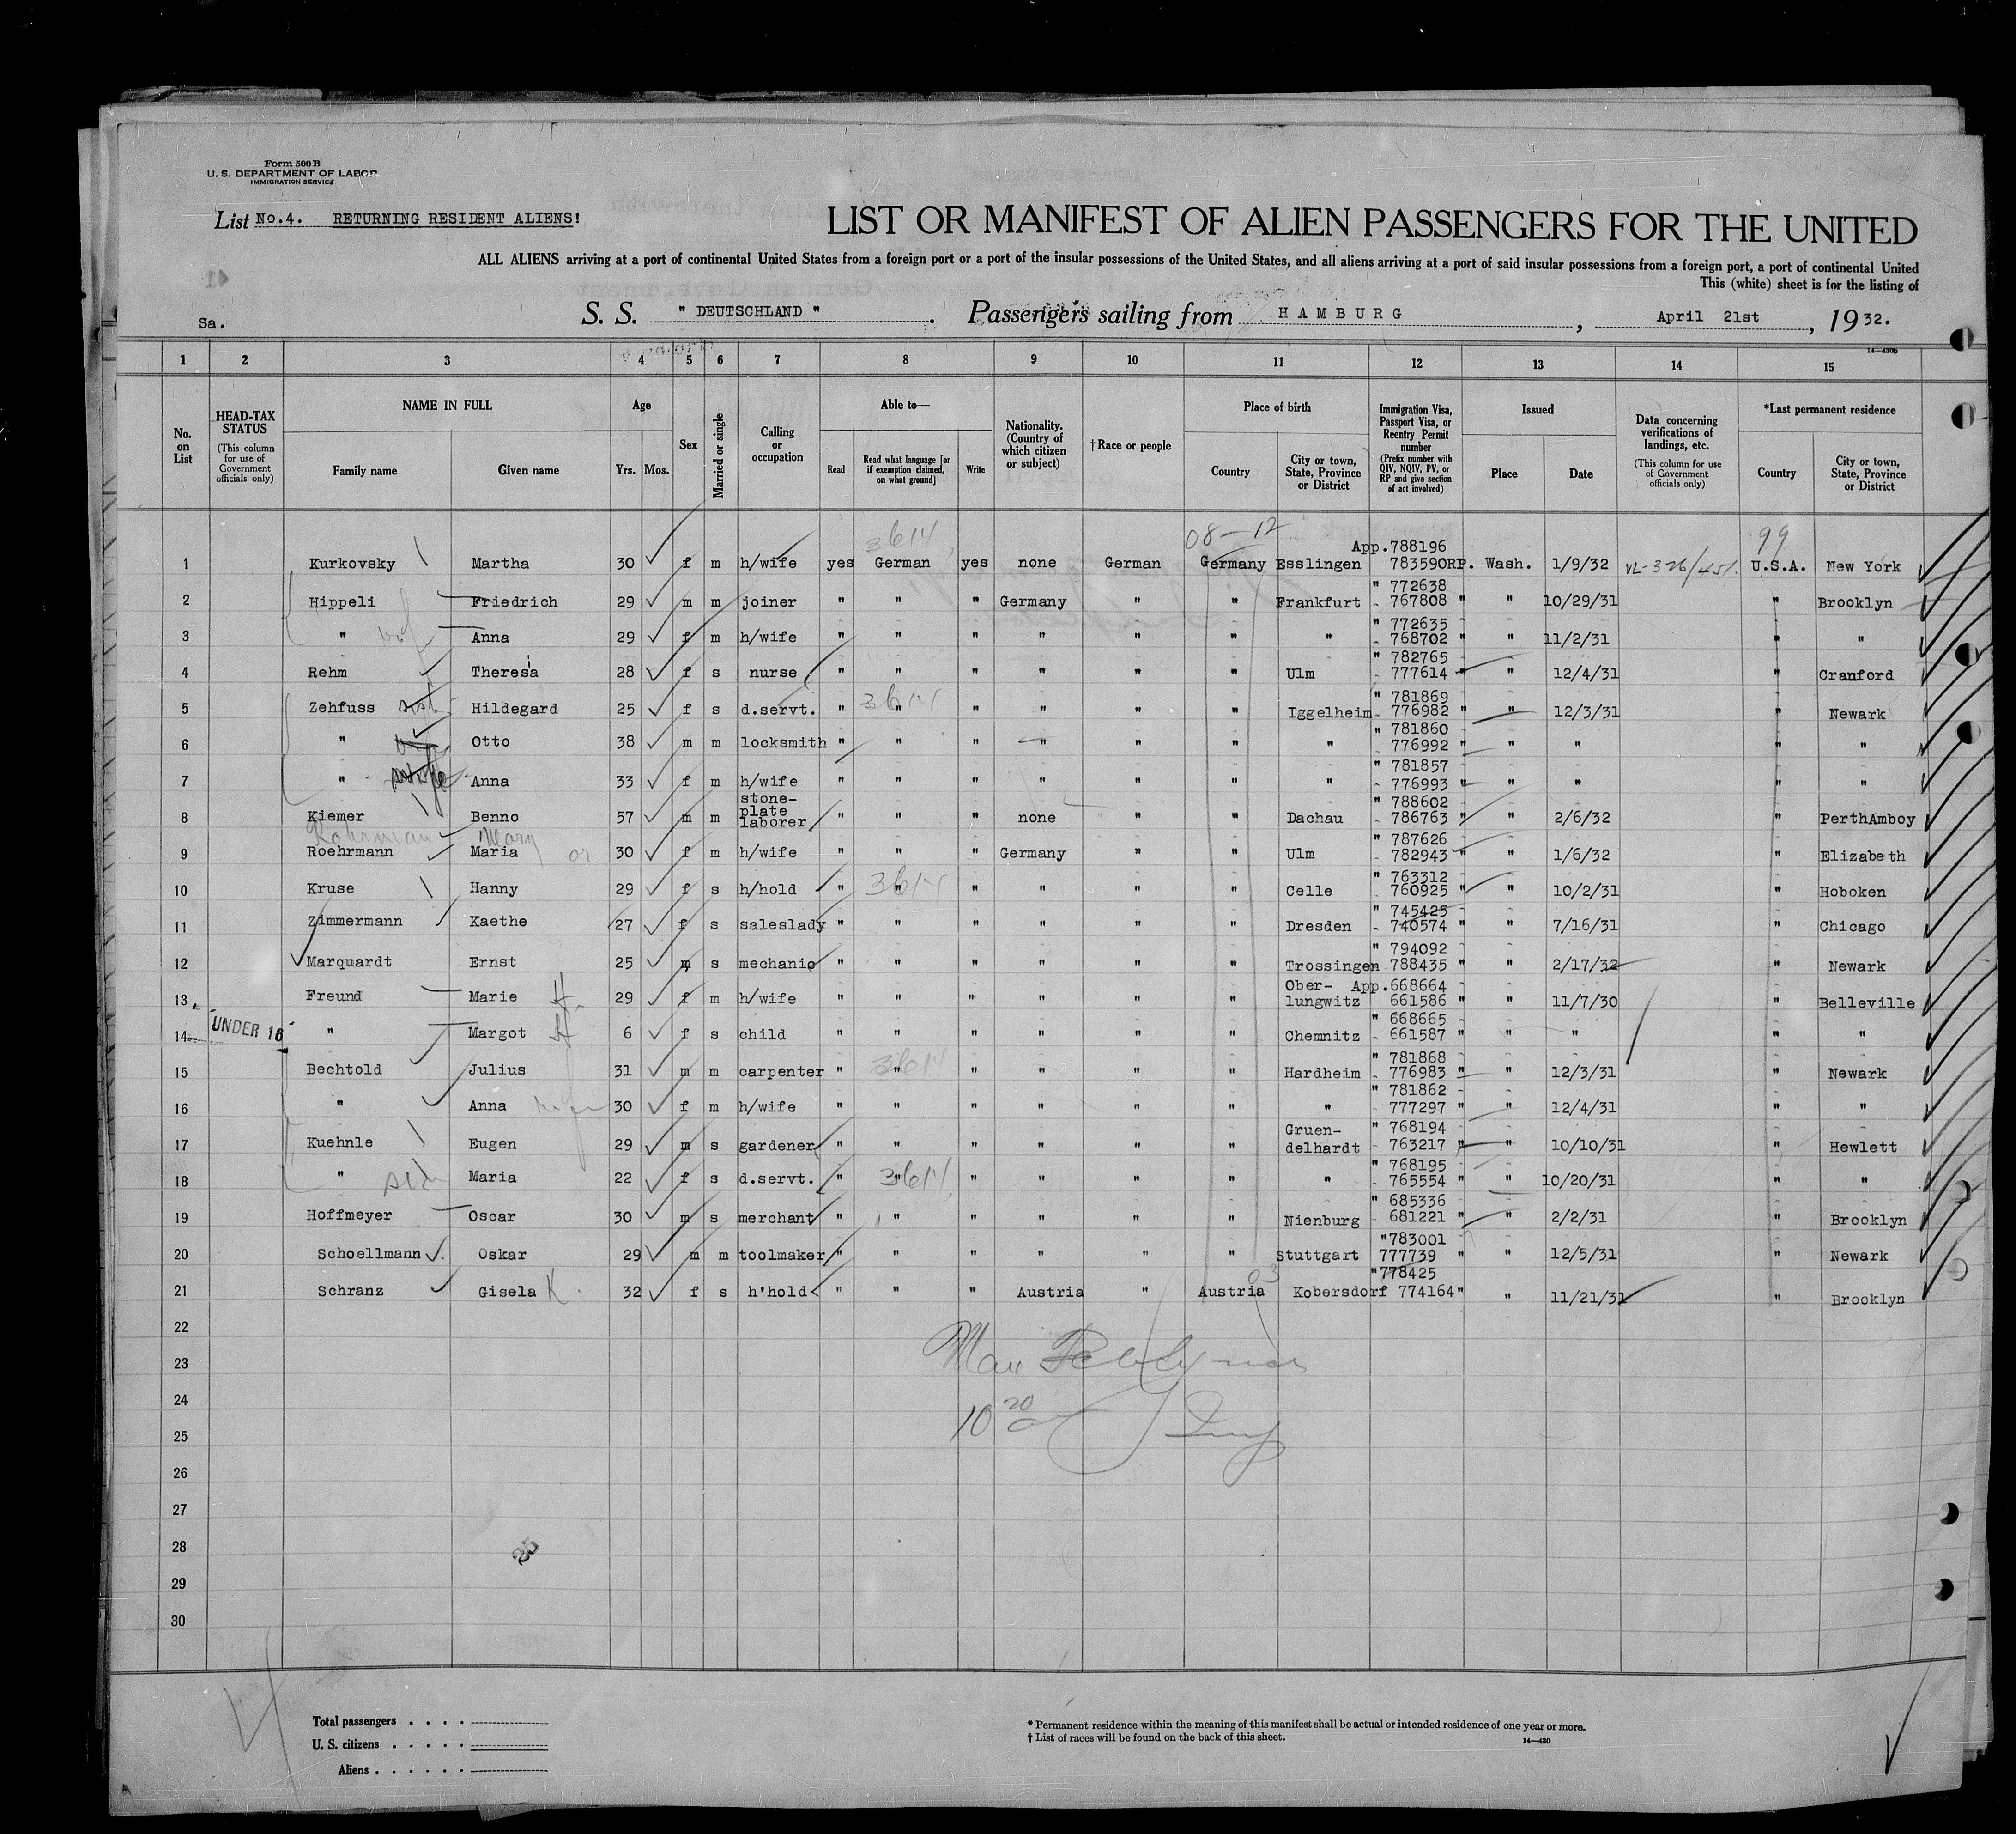 Form 500 B
U. S. DEPARTMENT OF LABOR
IMMIGRATION SERVICE
List No.4. RETURNING RESIDENT ALIENS!
LIST OR MANIFEST OF ALIEN PASSENGERS FOR THE UNITED
ALL ALIENS arriving at a port of continental United States from a foreign port or a port of the insular possessions of the United States, and all aliens arriving at a port of said insular possessions from a foreign port, a port of continental United
This (white) sheet is for the listing of
Sa.
S. S. " DEUTSCHLAND ". Passengers sailing from HAMBURG, April 21st, 19 32.
14—430b
1 2 3 4 5 6 7 8 9 10 11 12 13 14 15
No. on List
HEAD-TAX STATUS (This column for use of Government officials only)
NAME IN FULL
Family name
Given name
Age
Yrs. Mos.
Sex
Married or single
Calling or occupation
Able to—
Read
Read what language [or if exemption claimed, on what ground]
Write
Nationality. (Country of which citizen or subject)
† Race or people
Place of birth
Country
City or town, State, Province or District
Immigration Visa, Passport Visa, or Reentry Permit number (Prefix number with QIV, NQIV, PV, or RP and give section of act involved)
Issued
Place
Date
Data concerning verifications of landings, etc. (This column for use of Government officials only)
*Last permanent residence
Country
City or town, State, Province or District
3614 08-12 99
1 Kurkovsky Martha 30 f m h/wife yes German yes none German Germany Esslingen App.788196 783590RP. Wash. 1/9/32 VL-326/451. U.S.A. New York
2 Hippeli Friedrich 29 m m joiner " " " Germany " " Frankfurt " 772638 767808 " " 10/29/31 " Brooklyn
3 " Anna 29 f m h/wife " " " " " " " " 772635 768702 " " 11/2/31 " "
4 Rehm Theresia 28 f s nurse " " " " " " Ulm " 782765 777614 " " 12/4/31 " Cranford
5 Zehfuss Hildegard 25 f s d.servt. " 3614 " " " " " Iggelheim " 781869 776982 " " 12/3/31 " Newark
6 " Otto 38 m m locksmith " " " " " " " " 781860 776992 " " " " "
7 " wife Anna 33 f m h/wife " " " " " " " " 781857 776993 " " " " "
8 Kiemer Benno 57 m m stone-plate laborer " " " none " " Dachau " 788602 786763 " " 2/6/32 " PerthAmboy
Rohrman Mary
9 Roehrmann Maria or 30 f m h/wife " " " Germany " " Ulm " 787626 782943 " " 1/6/32 " Elizabeth
10 Kruse Hanny 29 f s h/hold " 3614 " " " " " Celle " 763312 760925 " " 10/2/31 " Hoboken
11 Zimmermann Kaethe 27 f s saleslady " " " " " " Dresden " 745425 740574 " " 7/16/31 " Chicago
12 Marquardt Ernst 25 m s mechanic " " " " " " Trossingen " 794092 788435 " " 2/17/32 " Newark
13 Freund Marie H. 29 f m h/wife " " " " " " Ober-lungwitz App.668664 661586 " " 11/7/30 " Belleville
14 UNDER 16 " Margot H 6 f s child " " " " " " Chemnitz " 668665 661587 " " " " "
15 Bechtold Julius 31 m m carpenter " 3614 " " " " " Hardheim " 781868 776983 " " 12/3/31 " Newark
16 " Anna 30 f m h/wife " " " " " " " " 781862 777297 " " 12/4/31 " "
17 Kuehnle Eugen 29 m s gardener " " " " " " Gruen-delhardt " 768194 763217 " " 10/10/31 " Hewlett
18 " Maria 22 f s d.servt. " 3614 " " " " " " " 768195 765554 " " 10/20/31 " "
19 Hoffmeyer Oscar 30 m s merchant " " " " " " Nienburg " 685336 681221 " " 2/2/31 " Brooklyn
20 Schoellmann Oskar 29 m m toolmaker " " " " " " Stuttgart "783001 777739 " " 12/5/31 " Newark
03
21 Schranz Gisela K. 32 f s h'hold " " " Austria " Austria Kobersdorf "778425 774164" " 11/21/31 " Brooklyn
22
23 Max
24
10 20
25
26
27
28
29
30
Total passengers . . . .
U. S. citizens . . . . .
Aliens . . . . . .
* Permanent residence within the meaning of this manifest shall be actual or intended residence of one year or more.
† List of races will be found on the back of this sheet.
14—430